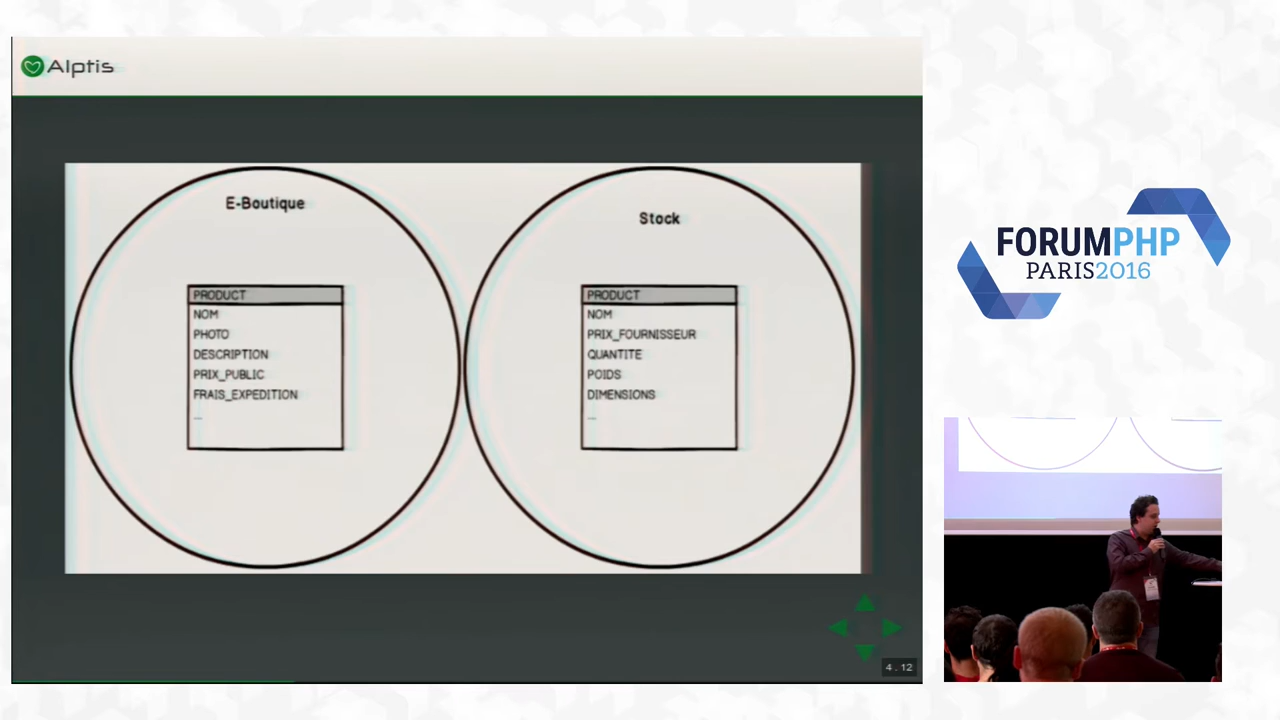 Alptis
E-Boutique
PRODUCT
NOM
PHOTO
DESCRIPTION
PRIX_PUBLIC
FRAIS_EXPEDITION
...
Stock
PRODUCT
NOM
PRIX_FOURNISSEUR
QUANTITE
POIDS
DIMENSIONS
...
4.12
FORUMPHP
PARIS2016